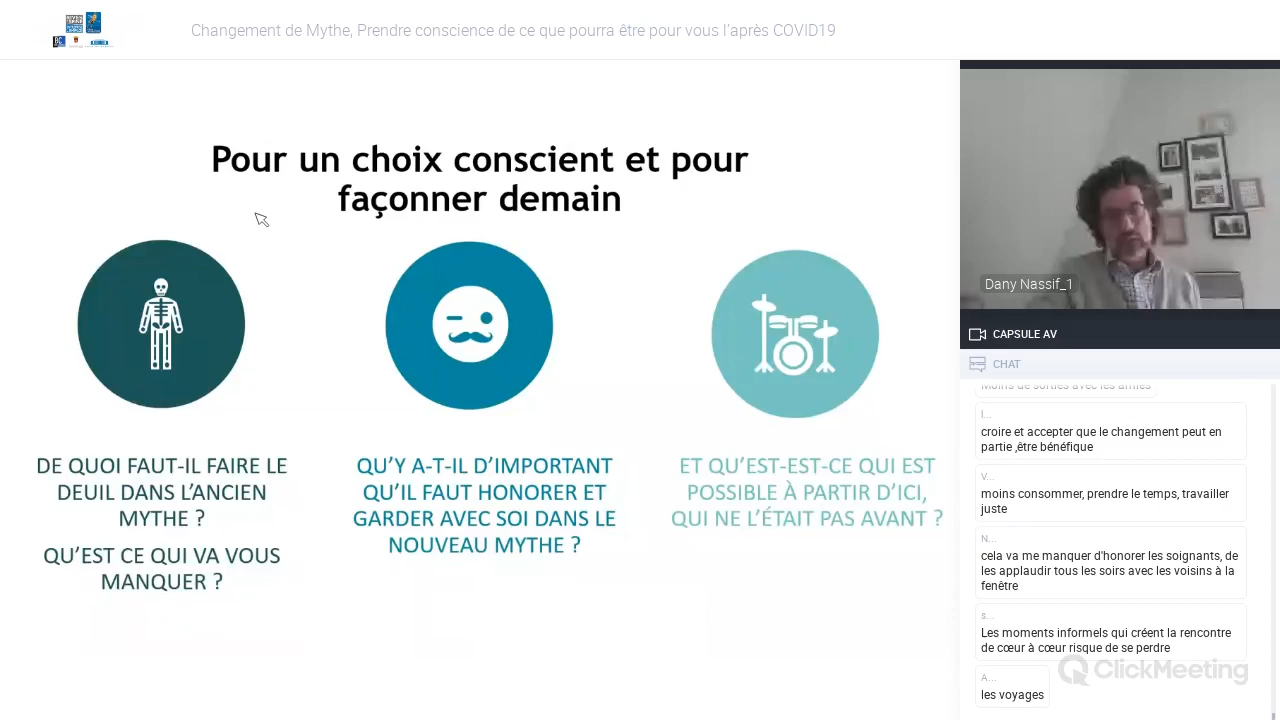 Changement de Mythe, Prendre conscience de ce que pourra être pour vous l'après COVID19
Pour un choix conscient et pour
façonner demain
DE QUOI FAUT-IL FAIRE LE
DEUIL DANS L'ANCIEN
MYTHE ?
QU'EST CE QUI VA VOUS
MANQUER ?
QU'Y A-T-IL D'IMPORTANT
QU'IL FAUT HONORER ET
GARDER AVEC SOI DANS LE
NOUVEAU MYTHE ?
ET QU'EST-EST-CE QUI EST
POSSIBLE À PARTIR D'ICI,
QUI NE L'ÉTAIT PAS AVANT ?
Dany Nassif_1
CAPSULE AV
CHAT
Moins de sorties avec les amies
I...
croire et accepter que le changement peut en
partie ,être bénéfique
V...
moins consommer, prendre le temps, travailler
juste
N...
cela va me manquer d'honorer les soignants, de
les applaudir tous les soirs avec les voisins à la
fenêtre
s...
Les moments informels qui créent la rencontre
de cœur à cœur risque de se perdre
A...
les voyages
ClickMeeting